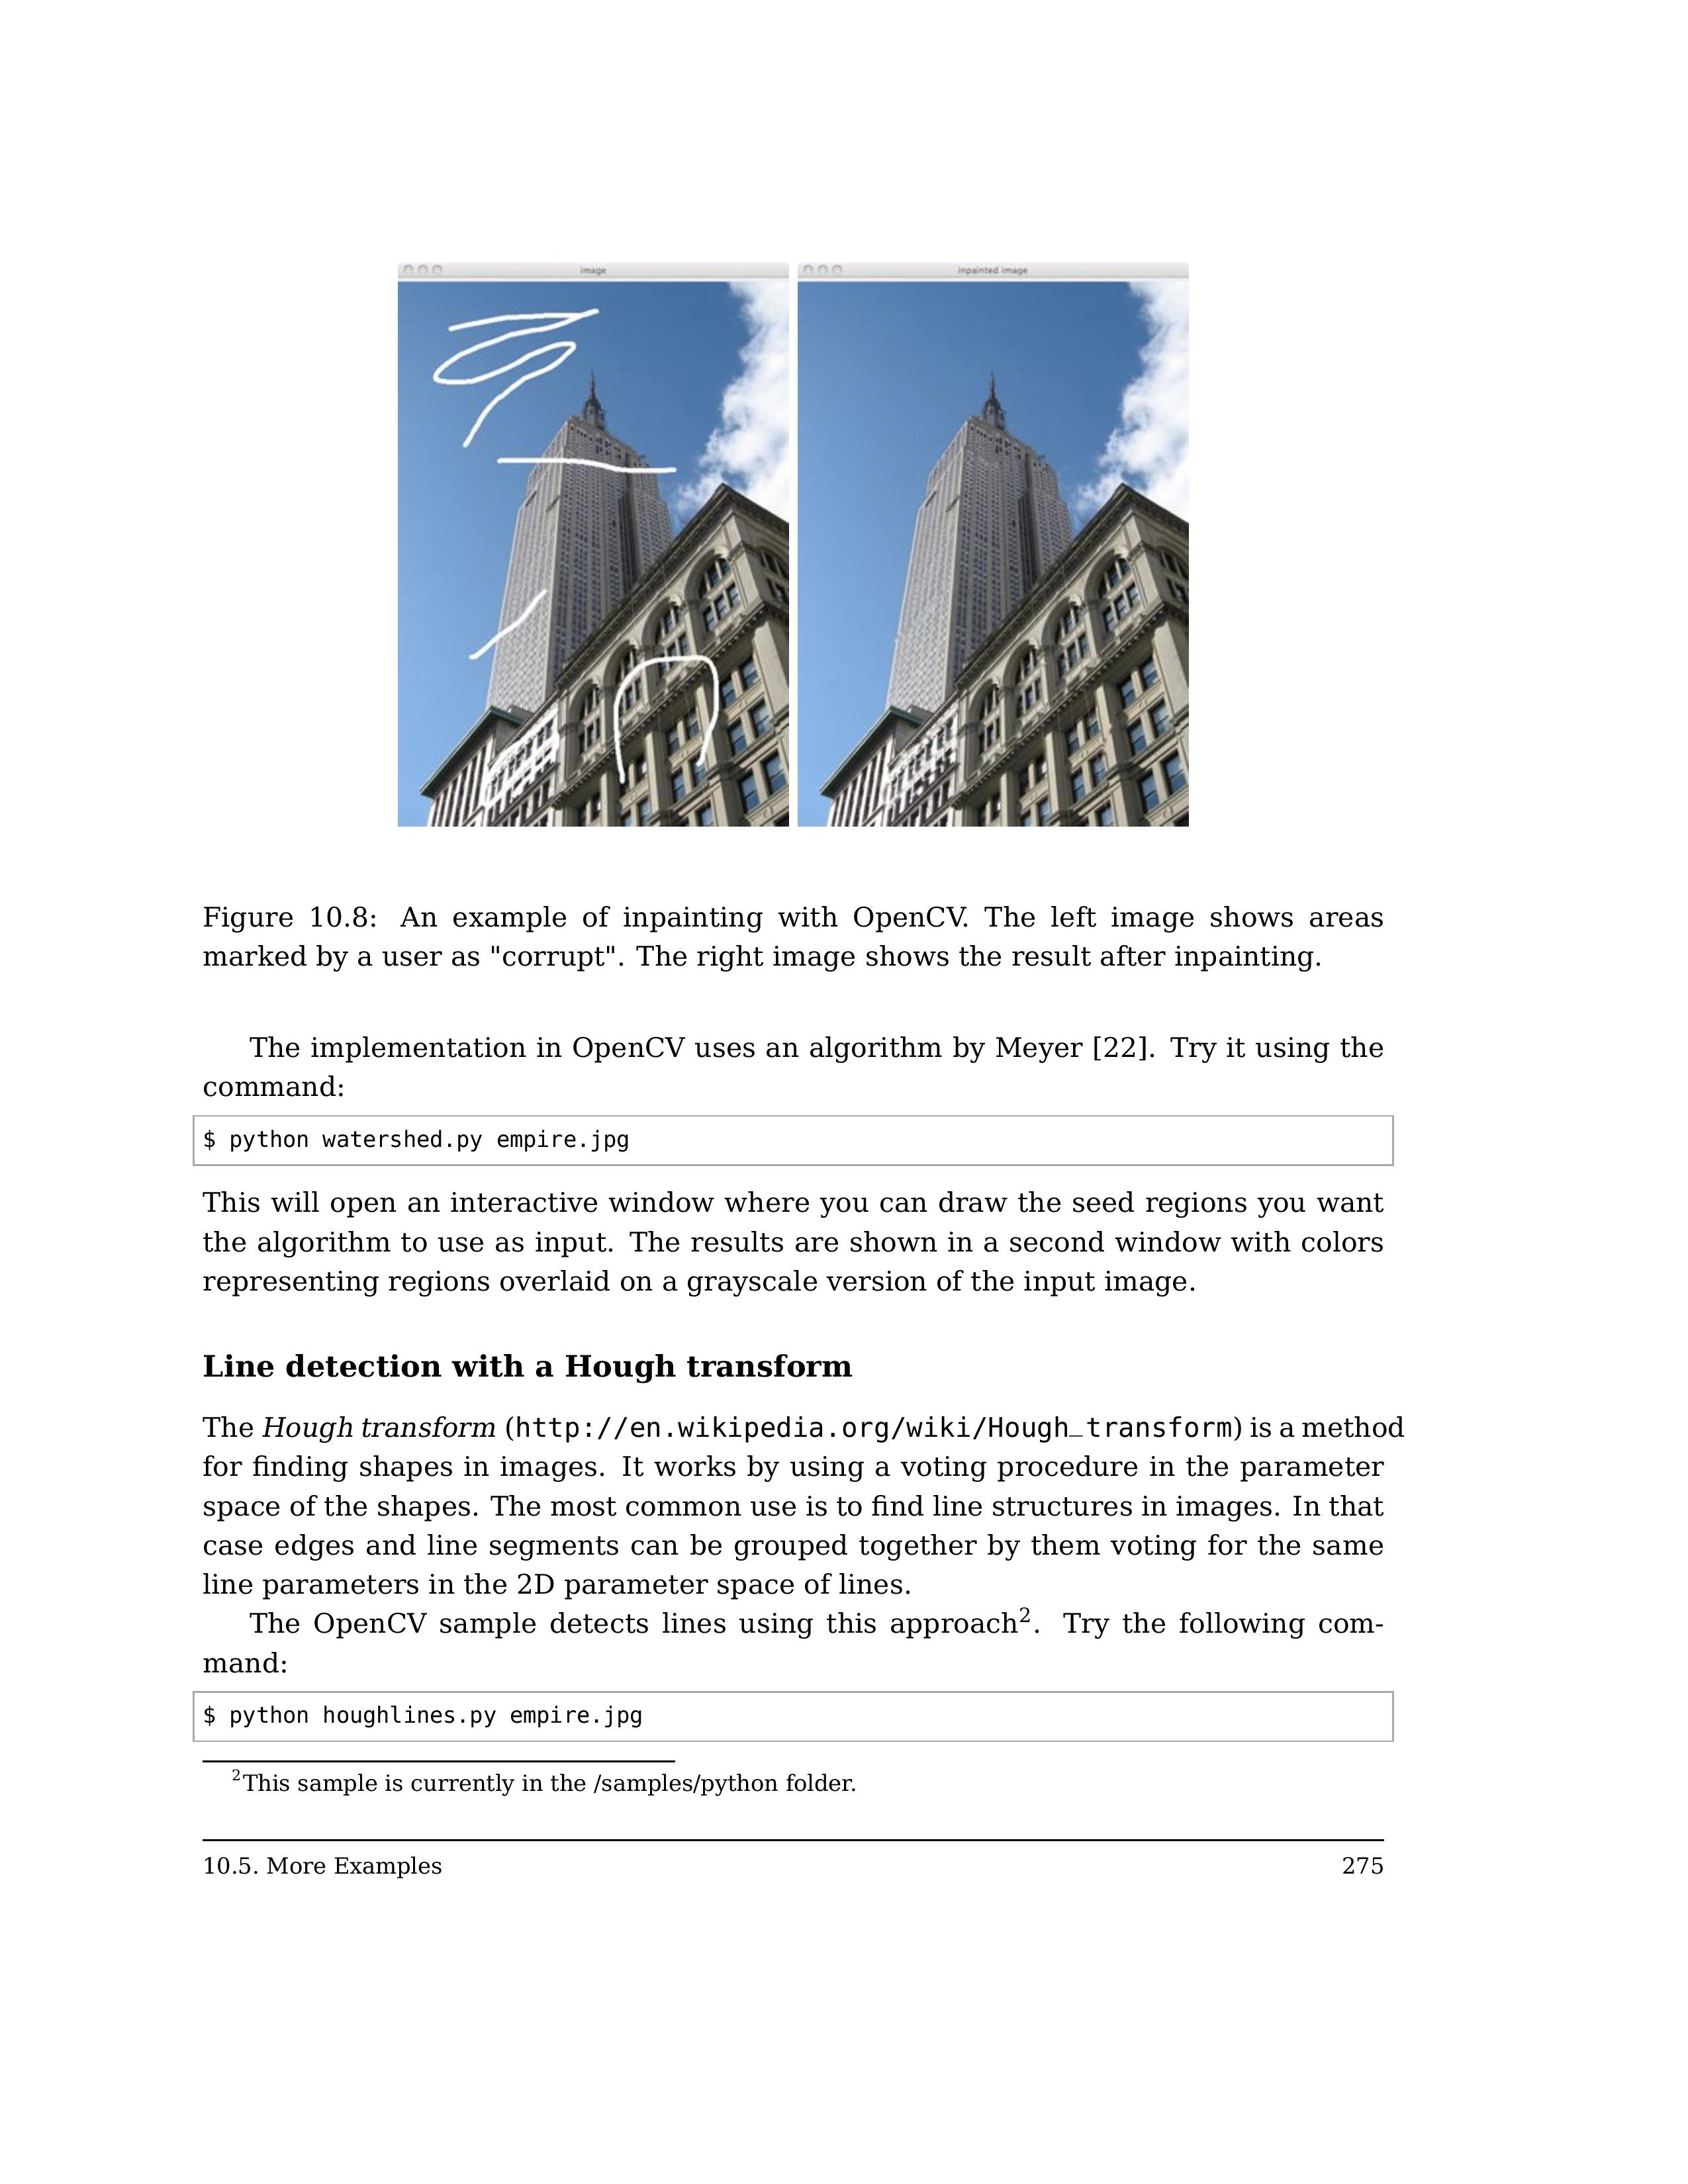 image
inpainted image
Figure 10.8: An example of inpainting with OpenCV. The left image shows areas
marked by a user as "corrupt". The right image shows the result after inpainting.
The implementation in OpenCV uses an algorithm by Meyer [22]. Try it using the
command:
$ python watershed.py empire.jpg
This will open an interactive window where you can draw the seed regions you want
the algorithm to use as input. The results are shown in a second window with colors
representing regions overlaid on a grayscale version of the input image.
Line detection with a Hough transform
The Hough transform (http://en.wikipedia.org/wiki/Hough_transform) is a method
for finding shapes in images. It works by using a voting procedure in the parameter
space of the shapes. The most common use is to find line structures in images. In that
case edges and line segments can be grouped together by them voting for the same
line parameters in the 2D parameter space of lines.
The OpenCV sample detects lines using this approach². Try the following com-
mand:
$ python houghlines.py empire.jpg
²This sample is currently in the /samples/python folder.
10.5. More Examples 275